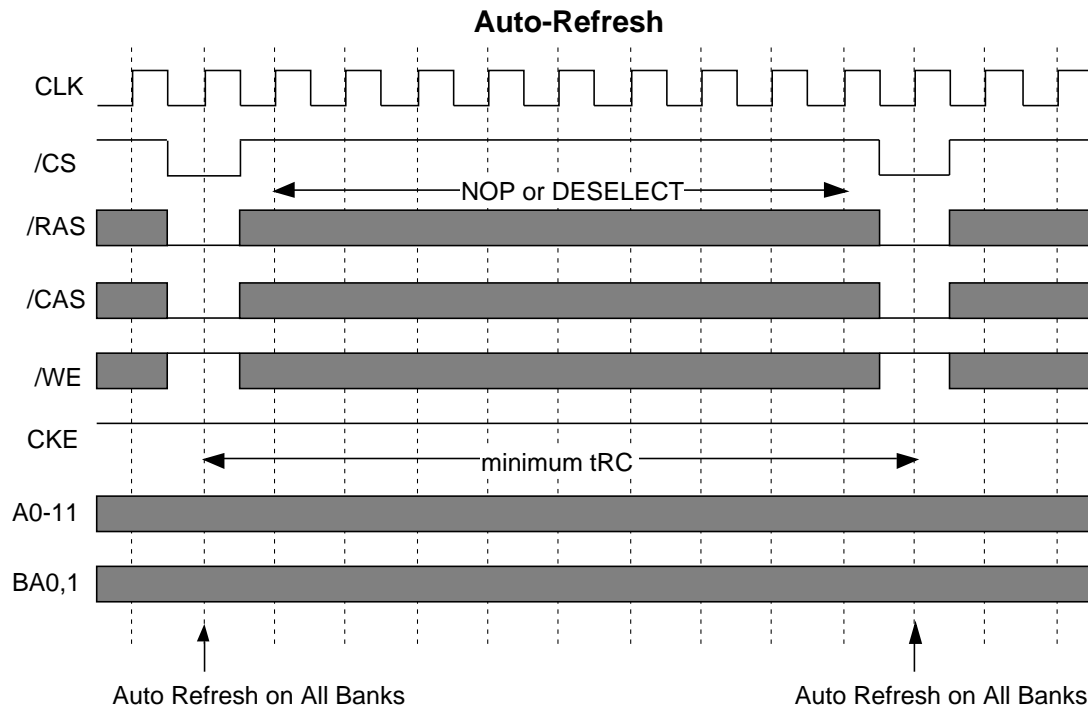 Auto-Refresh
CLK
/CS
NOP or DESELECT
/RAS
/CAS
/WE
CKE
minimum tRC
A0-11
BA0,1
Auto Refresh on All Banks
Auto Refresh on All Banks